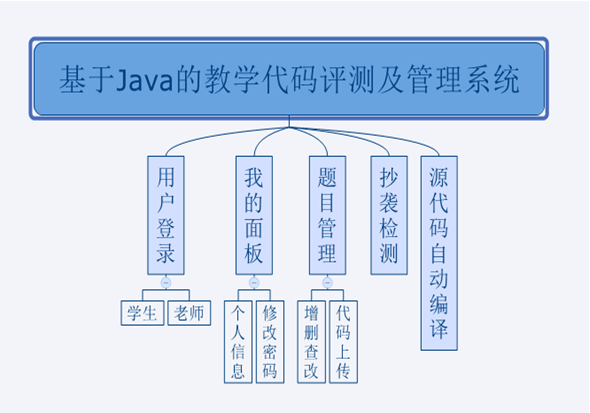 基于Java的教学代码评测及管理系统
用户登录
我的面板
题目管理
抄袭检测
源代码自动编译
学生
老师
个人信息
修改密码
增删查改
代码上传